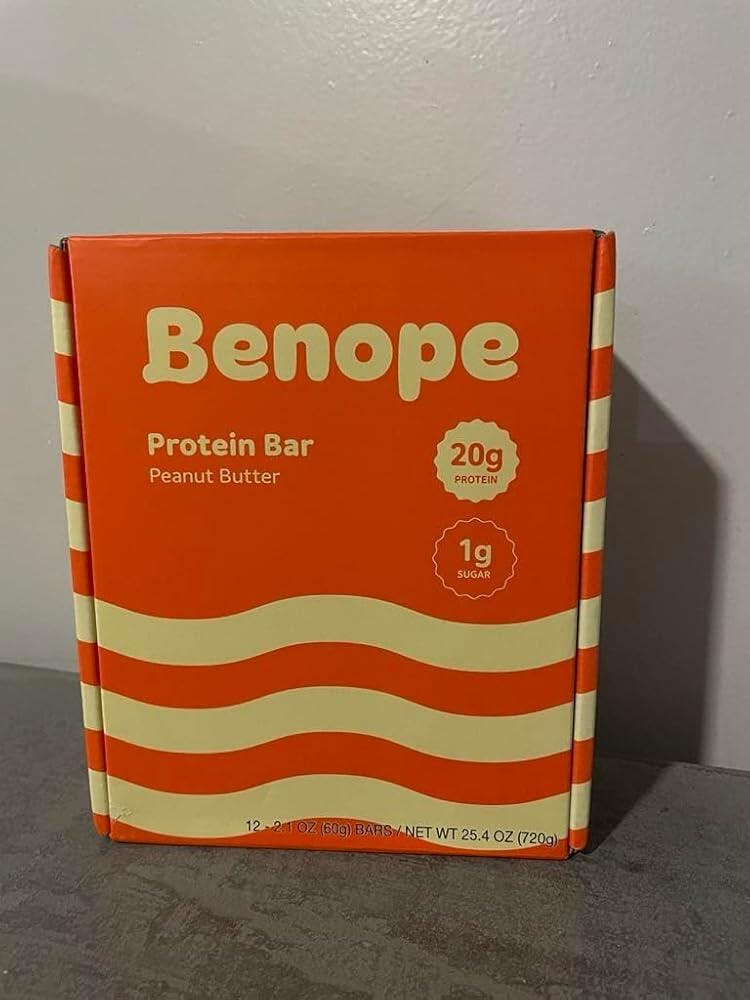 Benope
Protein Bar
Peanut Butter
20g
PROTEIN
1g
SUGAR
12 - 2.1 OZ (60g) BARS / NET WT 25.4 OZ (720g)